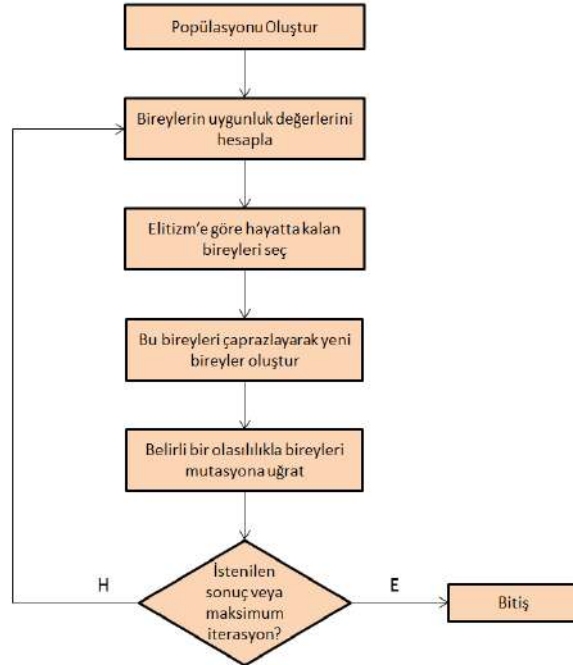 Popülasyonu Oluştur
Bireylerin uygunluk değerlerini
hesapla
Elitizm'e göre hayatta kalan
bireyleri seç
Bu bireyleri çaprazlayarak yeni
bireyler oluştur
Belirli bir olasılılıkla bireyleri
mutasyona uğrat
İstenilen
sonuç veya
maksimum
iterasyon?
H
E
Bitiş